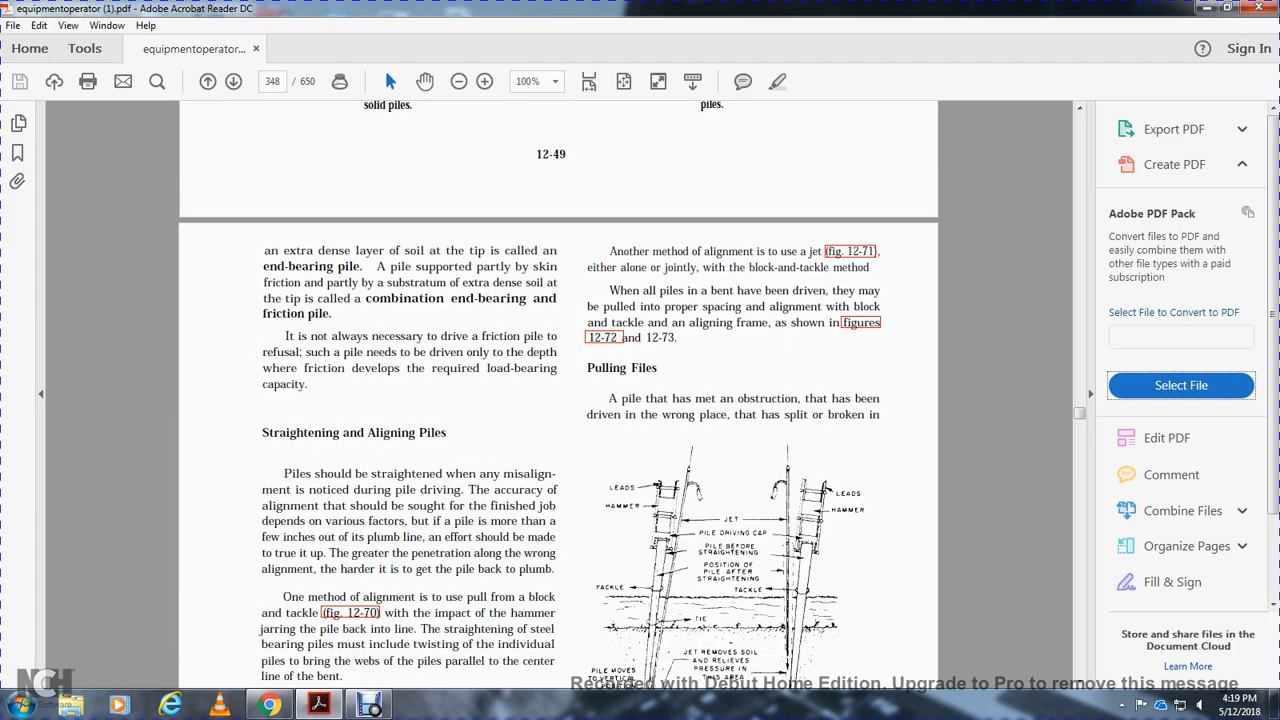 equipmentoperator (1).pdf - Adobe Acrobat Reader DC
File Edit View Window Help
Home Tools equipmentoperator... × Sign In
348 / 650 100%
solid piles. piles.
12-49
an extra dense layer of soil at the tip is called an
end-bearing pile. A pile supported partly by skin
friction and partly by a substratum of extra dense soil at
the tip is called a combination end-bearing and
friction pile.
It is not always necessary to drive a friction pile to
refusal; such a pile needs to be driven only to the depth
where friction develops the required load-bearing
capacity.
Straightening and Aligning Piles
Piles should be straightened when any misalign-
ment is noticed during pile driving. The accuracy of
alignment that should be sought for the finished job
depends on various factors, but if a pile is more than a
few inches out of its plumb line, an effort should be made
to true it up. The greater the penetration along the wrong
alignment, the harder it is to get the pile back to plumb.
One method of alignment is to use pull from a block
and tackle (fig. 12-70) with the impact of the hammer
jarring the pile back into line. The straightening of steel
bearing piles must include twisting of the individual
piles to bring the webs of the piles parallel to the center
line of the bent.
Another method of alignment is to use a jet (fig. 12-71),
either alone or jointly, with the block-and-tackle method
When all piles in a bent have been driven, they may
be pulled into proper spacing and alignment with block
and tackle and an aligning frame, as shown in figures
12-72 and 12-73.
Pulling Files
A pile that has met an obstruction, that has been
driven in the wrong place, that has split or broken in
LEADS
HAMMER
LEADS
HAMMER
JET
PILE DRIVING CAP
PILE BEFORE
STRAIGHTENING
POSITION OF
PILE AFTER
STRAIGHTENING
TACKLE
TACKLE
TIE
JET REMOVES SOIL
AND RELIEVES
PRESSURE IN
THIS AREA
PILE MOVES
TO VERTICAL
Export PDF
Create PDF
Adobe PDF Pack
Convert files to PDF and
easily combine them with
other file types with a paid
subscription
Select File to Convert to PDF
Select File
Edit PDF
Comment
Combine Files
Organize Pages
Fill & Sign
Store and share files in the
Document Cloud
Learn More
NCH
Software
Recorded with Debut Home Edition. Upgrade to Pro to remove this message
4:19 PM
5/12/2018